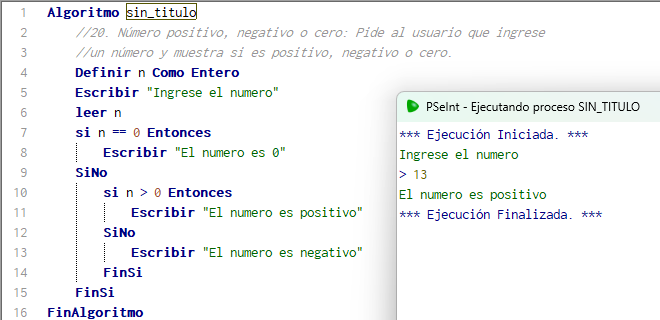 1 Algoritmo sin_titulo
2 //20. Número positivo, negativo o cero: Pide al usuario que ingrese
3 //un número y muestra si es positivo, negativo o cero.
4 Definir n Como Entero
5 Escribir "Ingrese el numero"
6 leer n
7 si n == 0 Entonces
8 Escribir "El numero es 0"
9 SiNo
10 si n > 0 Entonces
11 Escribir "El numero es positivo"
12 SiNo
13 Escribir "El numero es negativo"
14 FinSi
15 FinSi
16 FinAlgoritmo
PSeInt - Ejecutando proceso SIN_TITULO
*** Ejecución Iniciada. ***
Ingrese el numero
> 13
El numero es positivo
*** Ejecución Finalizada. ***